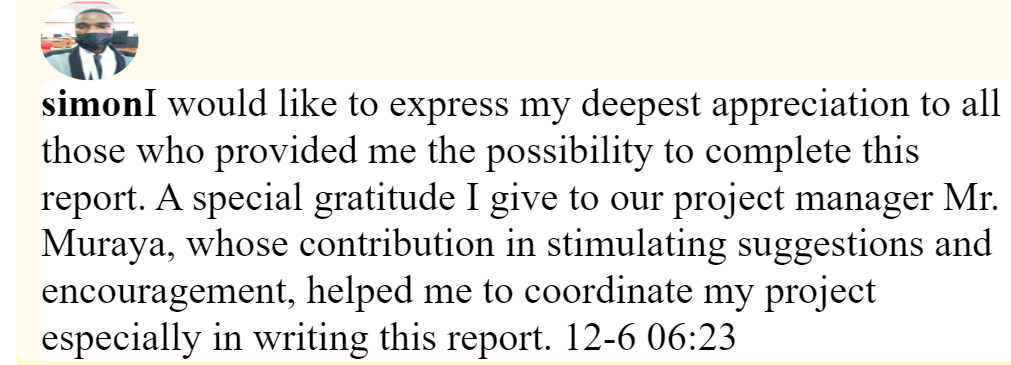 simonI would like to express my deepest appreciation to all
those who provided me the possibility to complete this
report. A special gratitude I give to our project manager Mr.
Muraya, whose contribution in stimulating suggestions and
encouragement, helped me to coordinate my project
especially in writing this report. 12-6 06:23